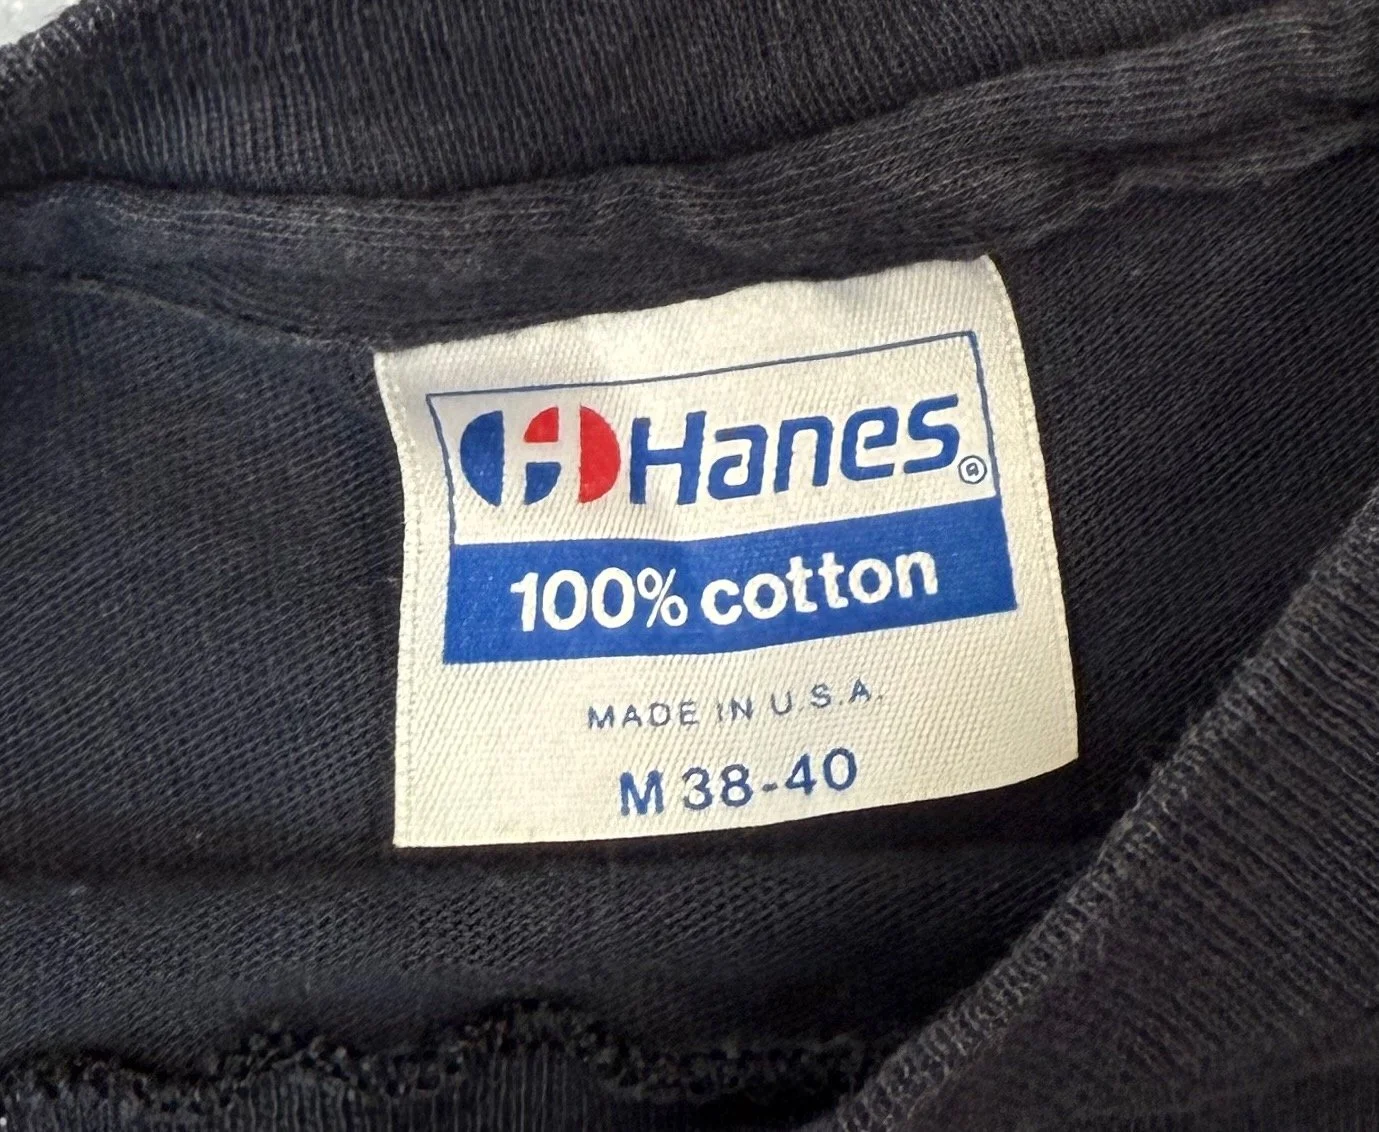 Hanes®
100% cotton
MADE IN U.S.A.
M 38-40